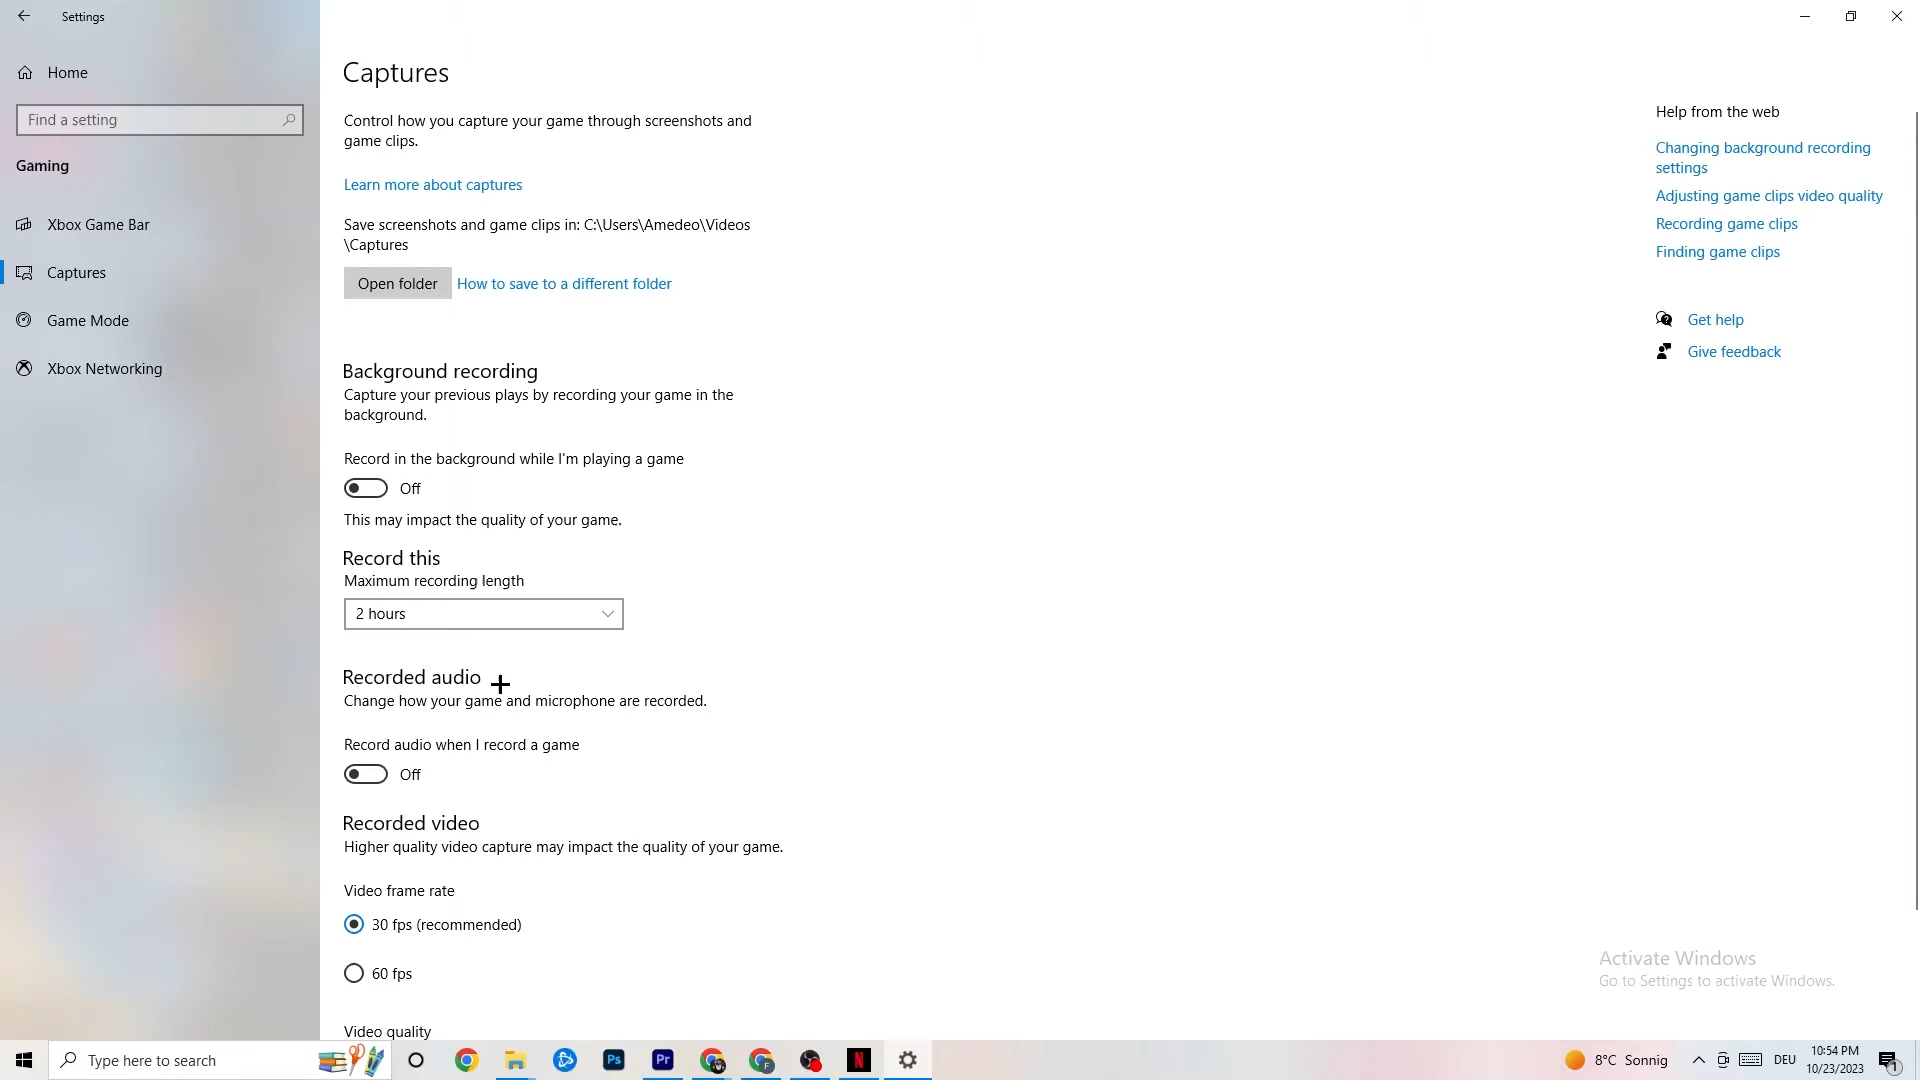 Settings
Home
Find a setting
Gaming
Xbox Game Bar
Captures
Game Mode
Xbox Networking
Captures
Control how you capture your game through screenshots and
game clips.
Learn more about captures
Save screenshots and game clips in: C:\Users\Amedeo\Videos
\Captures
Open folder
How to save to a different folder
Background recording
Capture your previous plays by recording your game in the
background.
Record in the background while I'm playing a game
Off
This may impact the quality of your game.
Record this
Maximum recording length
2 hours
Recorded audio
Change how your game and microphone are recorded.
Record audio when I record a game
Off
Recorded video
Higher quality video capture may impact the quality of your game.
Video frame rate
30 fps (recommended)
60 fps
Video quality
Help from the web
Changing background recording
settings
Adjusting game clips video quality
Recording game clips
Finding game clips
Get help
Give feedback
Activate Windows
Go to Settings to activate Windows.
Type here to search
Ps
Pr
F
N
8°C Sonnig
DEU
10:54 PM
10/23/2023
1